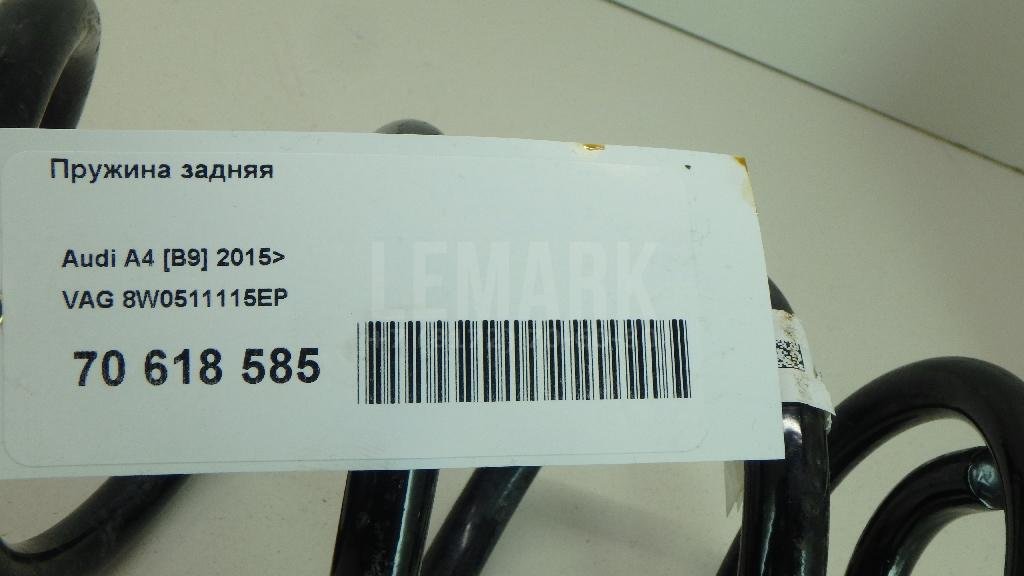 Пружина задняя
Audi A4 [B9] 2015>
VAG 8W0511115EP
LEMARK
70 618 585